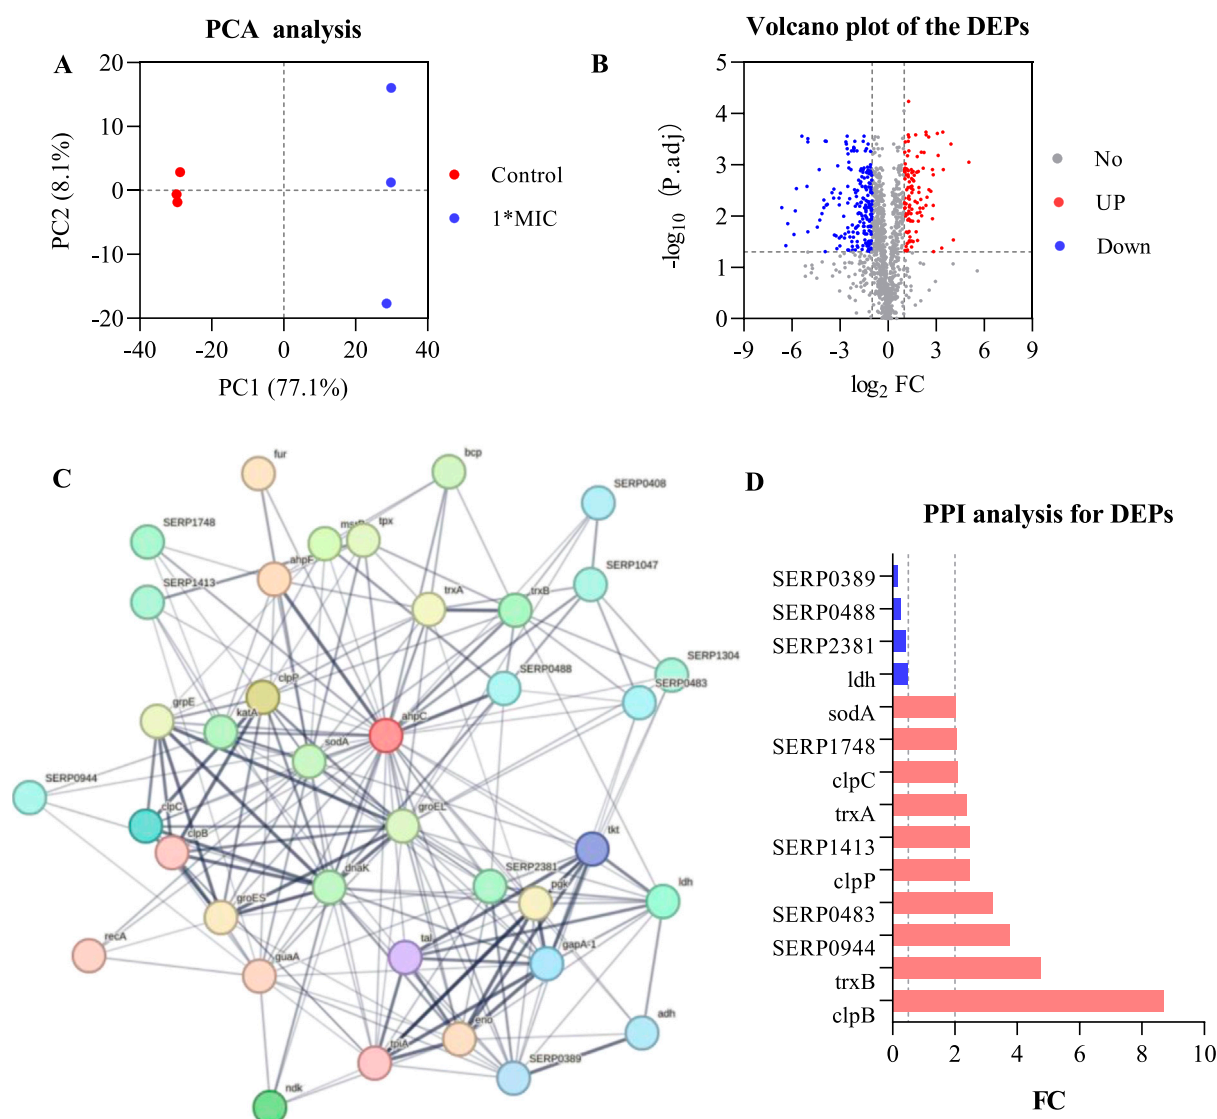 PCA analysis
A
20
10
0
-10
-20
-40
-20
0
20
40
PC2 (8.1%)
PC1 (77.1%)
Control
1*MIC
Volcano plot of the DEPs
B
5
4
3
2
1
0
-9
-6
-3
0
3
6
9
-log10 (P.adj)
log2 FC
No
UP
Down
C
fur
bcp
SERP0408
SERP1748
tpx
ahpF
SERP1047
SERP1413
trxA
trxB
SERP1304
SERP0488
SERP0483
clpP
grpE
katA
ahpC
sodA
SERP0944
clpC
groEL
tkt
clpB
dnaK
SERP2381
pgk
ldh
groES
recA
tal
gapA-1
guaA
eno
adh
tpiA
SERP0389
ndk
D
PPI analysis for DEPs
SERP0389
SERP0488
SERP2381
ldh
sodA
SERP1748
clpC
trxA
SERP1413
clpP
SERP0483
SERP0944
trxB
clpB
0
2
4
6
8
10
FC